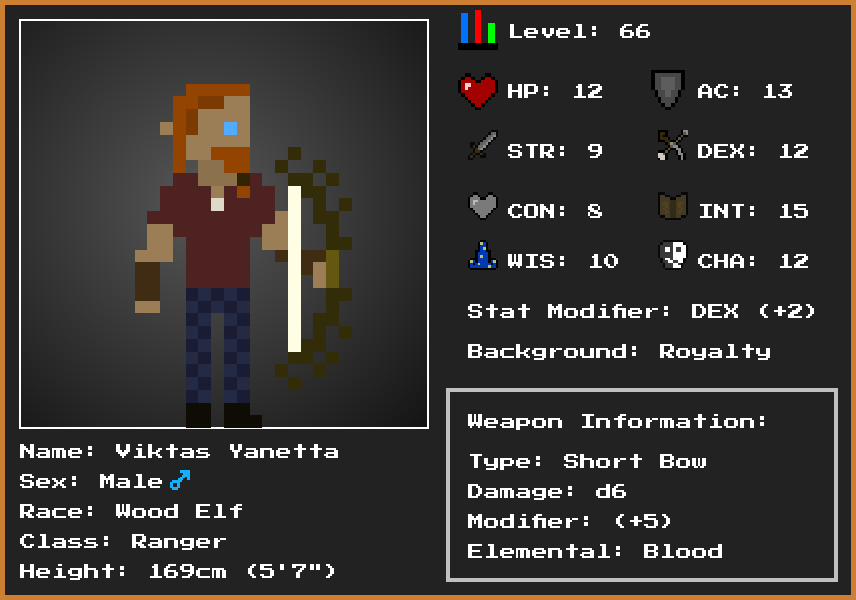 Level: 66
HP: 12
AC: 13
STR: 9
DEX: 12
CON: 8
INT: 15
WIS: 10
CHA: 12
Stat Modifier: DEX (+2)
Background: Royalty
Weapon Information:
Type: Short Bow
Damage: d6
Modifier: (+5)
Elemental: Blood
Name: Viktas Yanetta
Sex: Male♂
Race: Wood Elf
Class: Ranger
Height: 169cm (5'7")